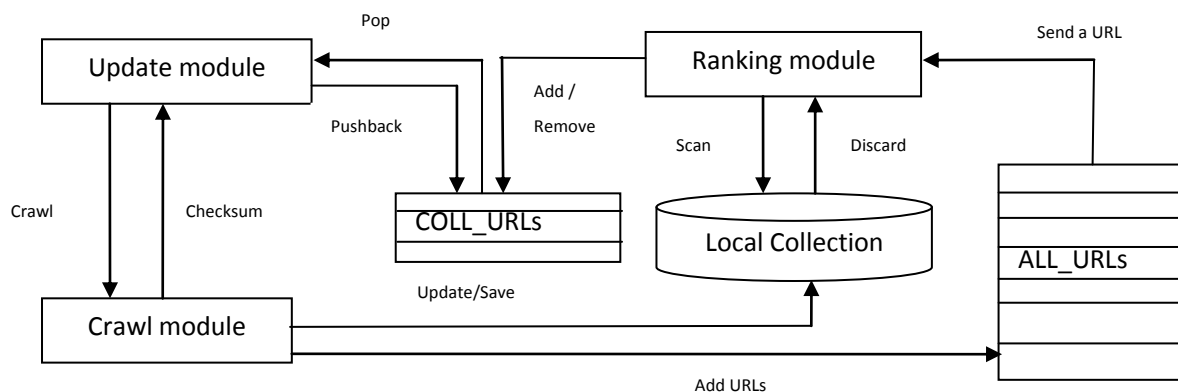 Pop
Send a URL
Update module
Ranking module
Add /
Remove
Pushback
Scan
Discard
Crawl
Checksum
COLL_URLs
Local Collection
ALL_URLs
Update/Save
Crawl module
Add URLs